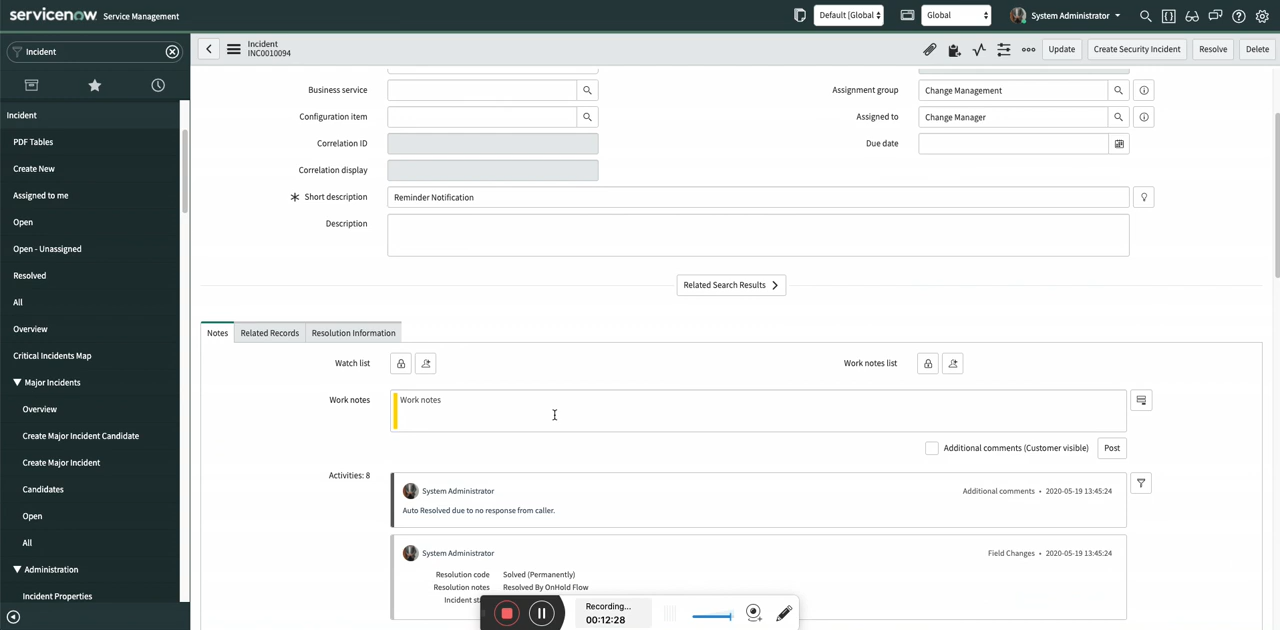 servicenow Service Management
Default [Global
Global
System Administrator
Incident
Incident
INC0010094
Update
Create Security Incident
Resolve
Delete
Incident
PDF Tables
Create New
Assigned to me
Open
Open - Unassigned
Resolved
All
Overview
Critical Incidents Map
Major Incidents
Overview
Create Major Incident Candidate
Create Major Incident
Candidates
Open
All
Administration
Incident Properties
Business service
Assignment group Change Management
Configuration item
Assigned to Change Manager
Correlation ID
Due date
Correlation display
Short description Reminder Notification
Description
Related Search Results
Notes Related Records Resolution Information
Watch list
Work notes list
Work notes Work notes
Additional comments (Customer visible) Post
Activities: 8
System Administrator Additional comments • 2020-05-19 13:45:24
Auto Resolved due to no response from caller.
System Administrator Field Changes • 2020-05-19 13:45:24
Resolution code Solved (Permanently)
Resolution notes Resolved By OnHold Flow
Incident
Recording...
00:12:28